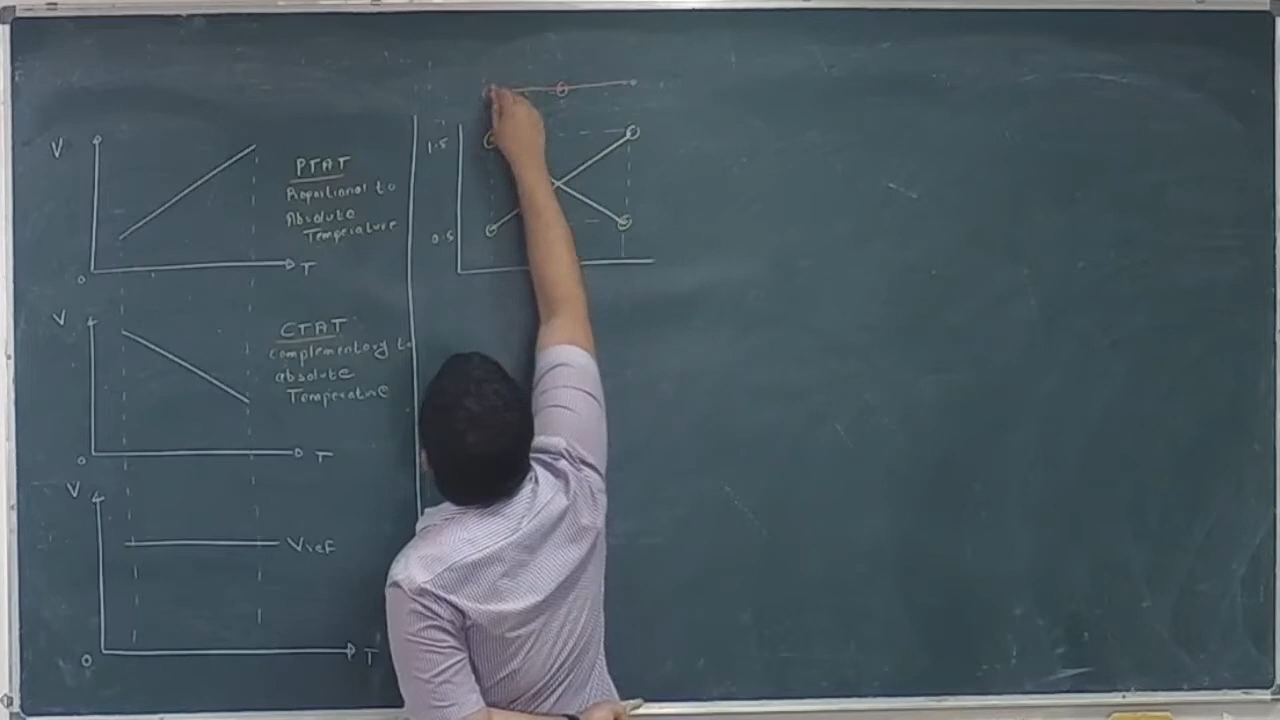 V
PTAT
Proportional to
Absolute
Temperature
0
T
V
CTAT
complementary to
absolute
Temperature
0
T
V
Vref
0
T
1.5
0.5